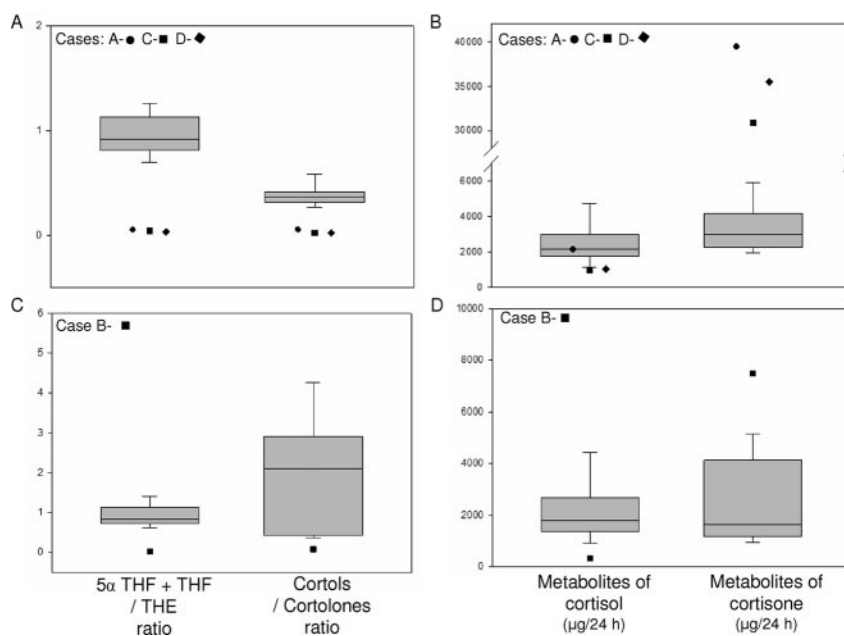 A
Cases: A-● C-■ D-◆
2
1
0
B
Cases: A-● C-■ D-◆
40000
30000
6000
4000
2000
0
C
Case B- ■
6
5
4
3
2
1
0
5α THF + THF
/ THE
ratio
Cortols
/ Cortolones
ratio
D
Case B- ■
10000
8000
6000
4000
2000
0
Metabolites of
cortisol
(µg/24 h)
Metabolites of
cortisone
(µg/24 h)